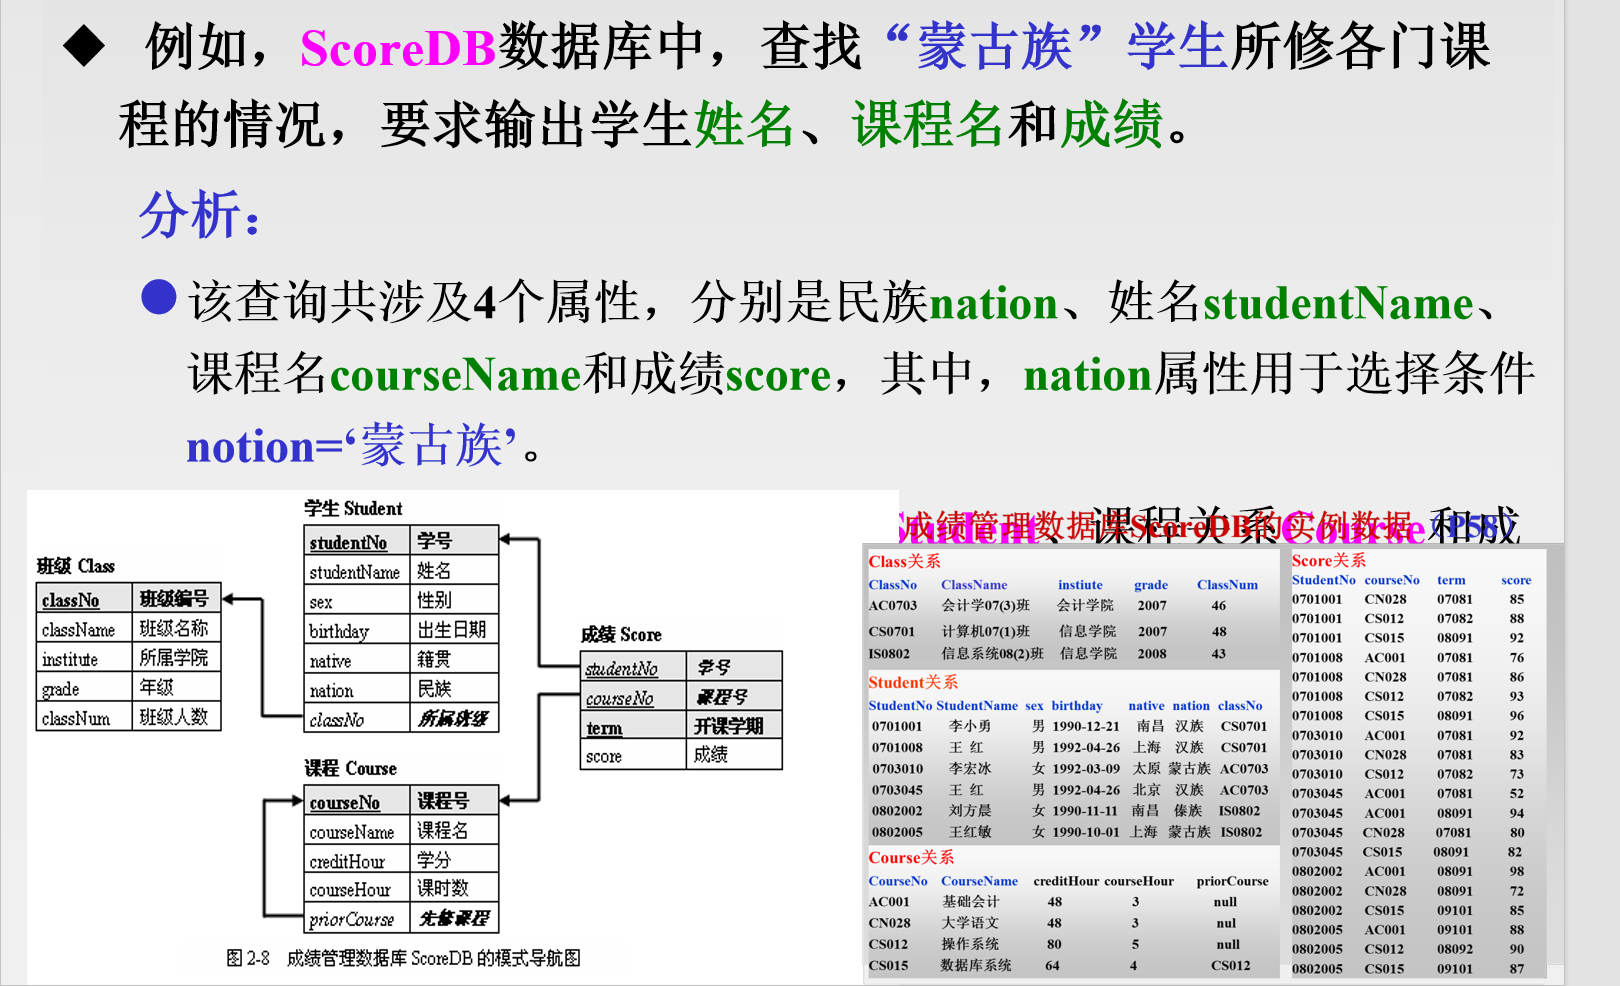 ◆ 例如，ScoreDB数据库中，查找“蒙古族”学生所修各门课
程的情况，要求输出学生姓名、课程名和成绩。
分析：
●该查询共涉及4个属性，分别是民族nation、姓名studentName、
课程名courseName和成绩score，其中，nation属性用于选择条件
notion=‘蒙古族’。
Student、课程关系Course和成
成绩管理数据库ScoreDB的实例数据（P58）
班级 Class
classNo 班级编号
className 班级名称
institute 所属学院
grade 年级
classNum 班级人数
学生 Student
studentNo 学号
studentName 姓名
sex 性别
birthday 出生日期
native 籍贯
nation 民族
classNo 所属班级
课程 Course
courseNo 课程号
courseName 课程名
creditHour 学分
courseHour 课时数
priorCourse 先修课程
成绩 Score
studentNo 学号
courseNo 课程号
term 开课学期
score 成绩
图 2-8 成绩管理数据库 ScoreDB 的模式导航图
Class关系
ClassNo ClassName instiute grade ClassNum
AC0703 会计学07(3)班 会计学院 2007 46
CS0701 计算机07(1)班 信息学院 2007 48
IS0802 信息系统08(2)班 信息学院 2008 43
Student关系
StudentNo StudentName sex birthday native nation classNo
0701001 李小勇 男 1990-12-21 南昌 汉族 CS0701
0701008 王 红 男 1992-04-26 上海 汉族 CS0701
0703010 李宏冰 女 1992-03-09 太原 蒙古族 AC0703
0703045 王 红 男 1992-04-26 北京 汉族 AC0703
0802002 刘方晨 女 1990-11-11 南昌 傣族 IS0802
0802005 王红敏 女 1990-10-01 上海 蒙古族 IS0802
Course关系
CourseNo CourseName creditHour courseHour priorCourse
AC001 基础会计 48 3 null
CN028 大学语文 48 3 nul
CS012 操作系统 80 5 null
CS015 数据库系统 64 4 CS012
Score关系
StudentNo courseNo term score
0701001 CN028 07081 85
0701001 CS012 07082 88
0701001 CS015 08091 92
0701008 AC001 07081 76
0701008 CN028 07081 86
0701008 CS012 07082 93
0701008 CS015 08091 96
0703010 AC001 07081 92
0703010 CN028 07081 83
0703010 CS012 07082 73
0703045 AC001 07081 52
0703045 AC001 08091 94
0703045 CN028 07081 80
0703045 CS015 08091 82
0802002 AC001 08091 98
0802002 CN028 08091 72
0802002 CS015 09101 85
0802005 AC001 09101 88
0802005 CS012 08092 90
0802005 CS015 09101 87